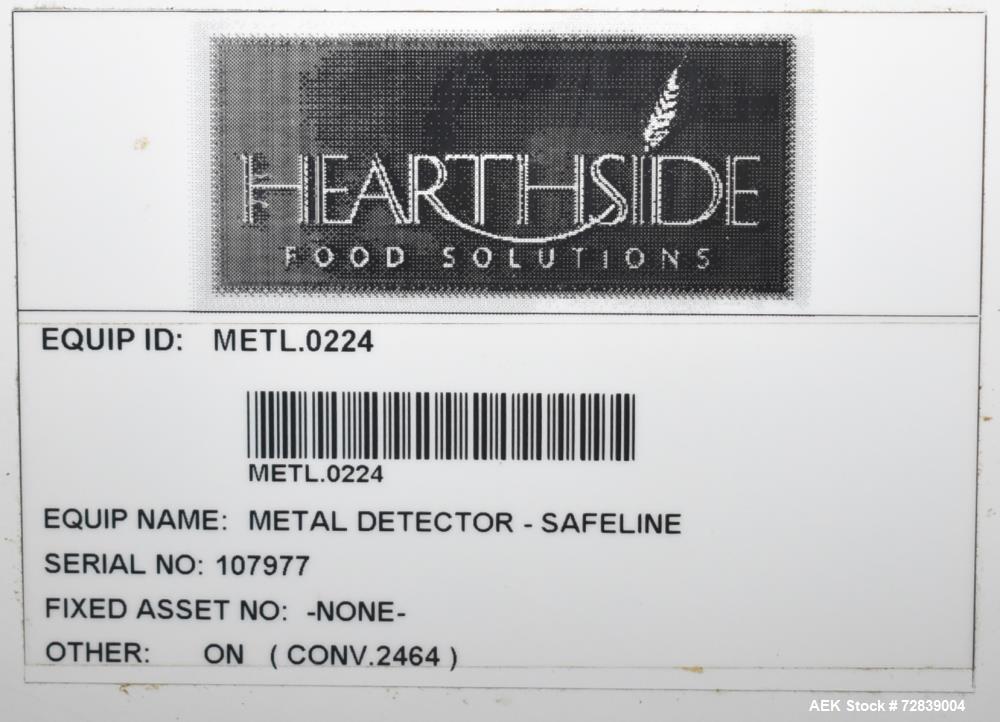 HEARTHSIDE
FOOD SOLUTIONS
EQUIP ID: METL.0224
METL.0224
EQUIP NAME: METAL DETECTOR - SAFELINE
SERIAL NO: 107977
FIXED ASSET NO: -NONE-
OTHER: ON ( CONV.2464 )
AEK Stock # 72839004